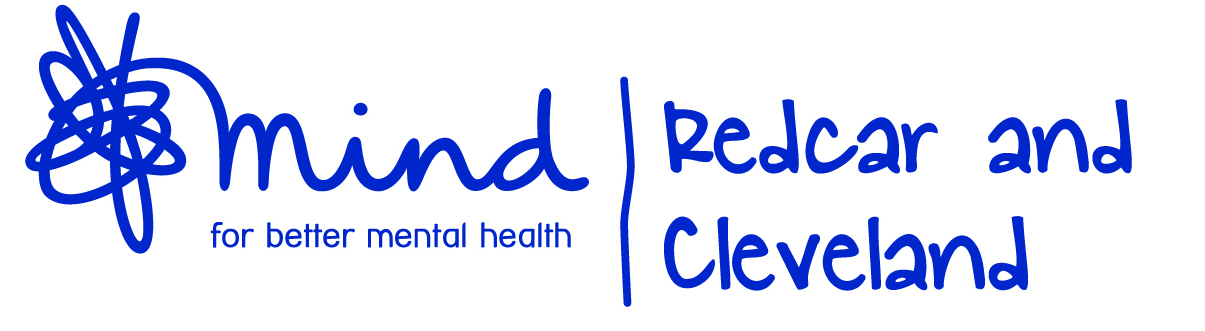 mind
for better mental health
Redcar and
Cleveland